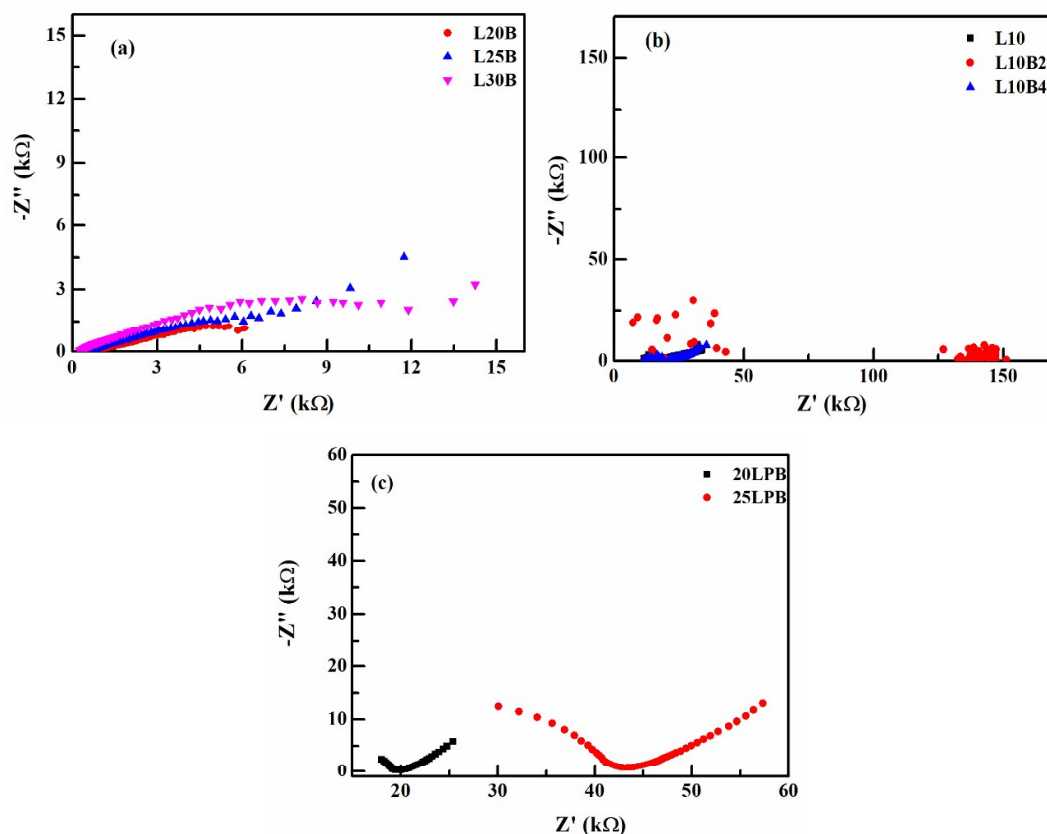 (a)
L20B
L25B
L30B
15
12
9
6
3
0
0 3 6 9 12 15
-Z" (kΩ)
Z' (kΩ)
(b)
L10
L10B2
L10B4
150
100
50
0
0 50 100 150
-Z" (kΩ)
Z' (kΩ)
(c)
20LPB
25LPB
60
50
40
30
20
10
0
20 30 40 50 60
-Z" (kΩ)
Z' (kΩ)